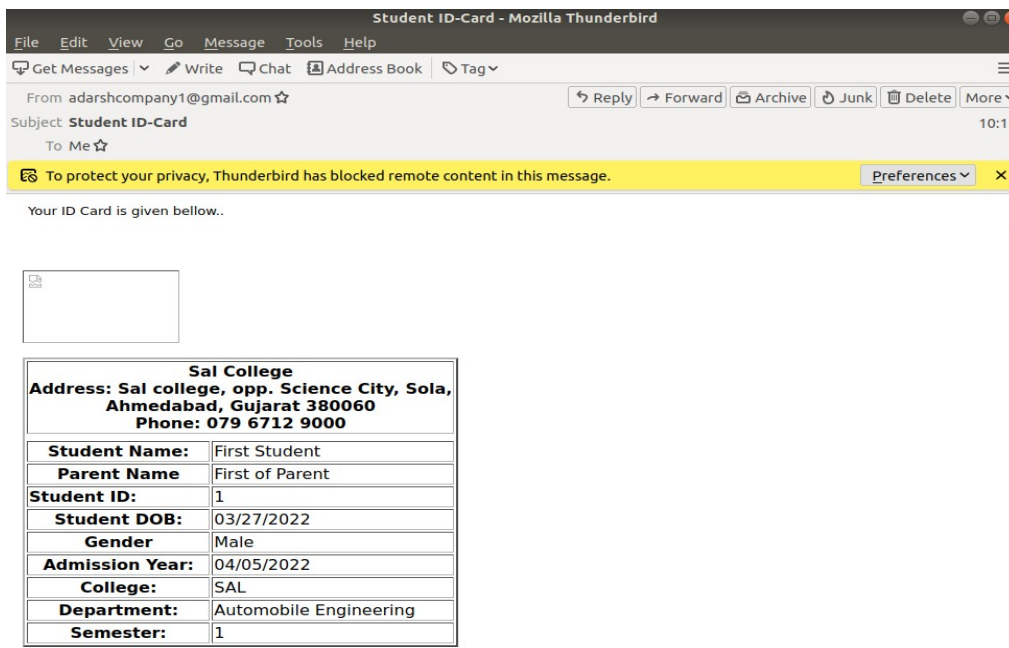 Student ID-Card - Mozilla Thunderbird
File Edit View Go Message Tools Help
Get Messages Write Chat Address Book Tag
From adarshcompany1@gmail.com Reply Forward Archive Junk Delete More
Subject Student ID-Card 10:1
To Me
To protect your privacy, Thunderbird has blocked remote content in this message. Preferences
Your ID Card is given bellow..
Sal College
Address: Sal college, opp. Science City, Sola,
Ahmedabad, Gujarat 380060
Phone: 079 6712 9000
Student Name: First Student
Parent Name First of Parent
Student ID: 1
Student DOB: 03/27/2022
Gender Male
Admission Year: 04/05/2022
College: SAL
Department: Automobile Engineering
Semester: 1